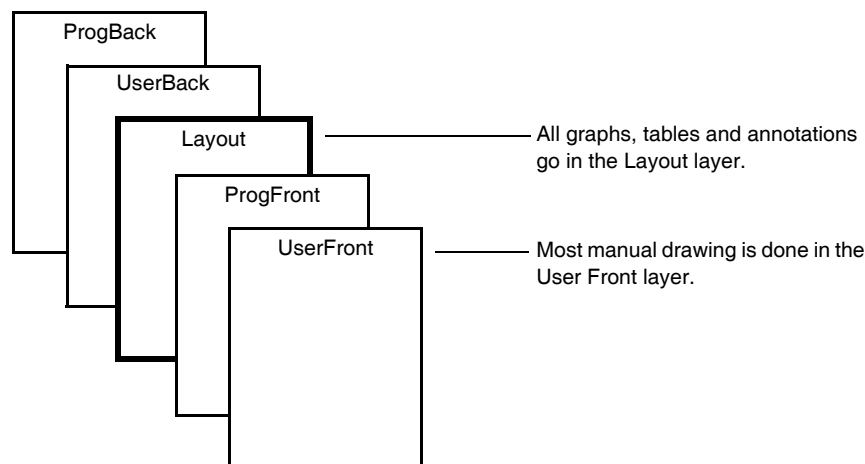 ProgBack
UserBack
Layout
All graphs, tables and annotations
go in the Layout layer.
ProgFront
UserFront
Most manual drawing is done in the
User Front layer.